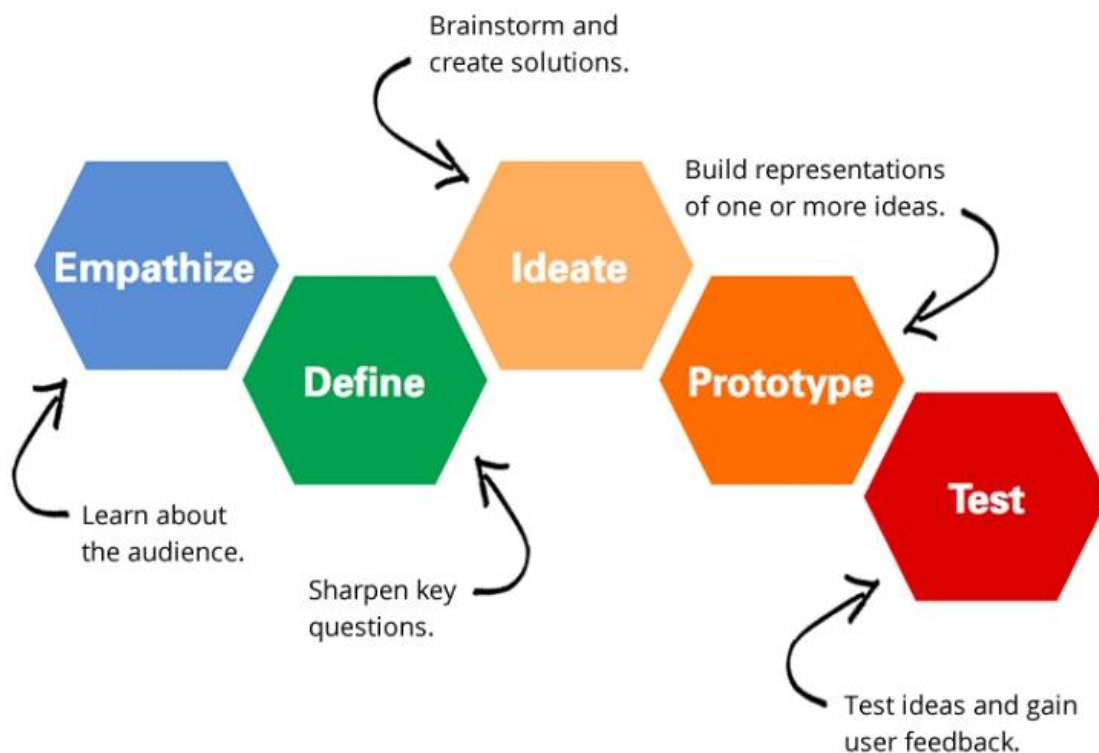 Brainstorm and
create solutions.
Build representations
of one or more ideas.
Empathize
Ideate
Define
Prototype
Test
Learn about
the audience.
Sharpen key
questions.
Test ideas and gain
user feedback.